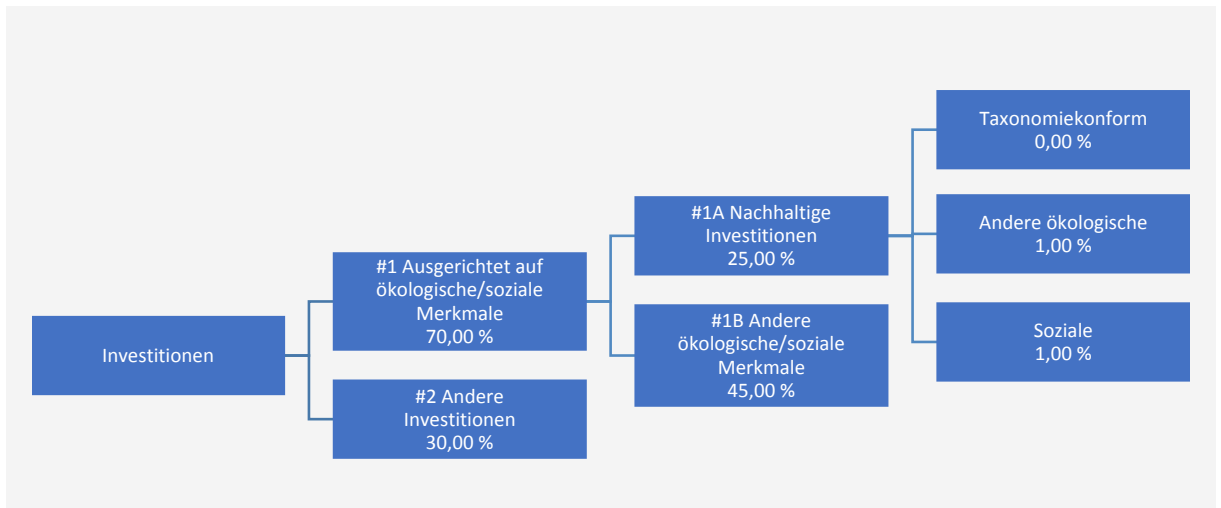 Investitionen
#1 Ausgerichtet auf
ökologische/soziale
Merkmale
70,00 %
#2 Andere
Investitionen
30,00 %
#1A Nachhaltige
Investitionen
25,00 %
#1B Andere
ökologische/soziale
Merkmale
45,00 %
Taxonomiekonform
0,00 %
Andere ökologische
1,00 %
Soziale
1,00 %